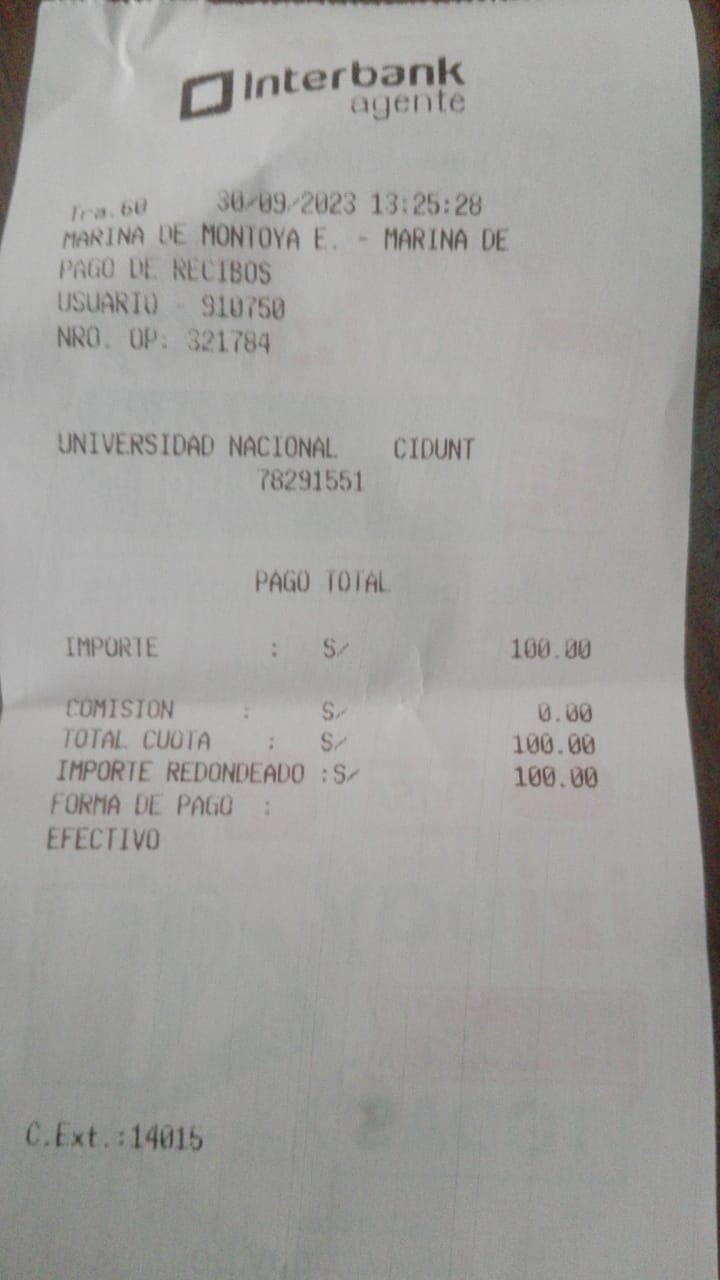 Interbank
agente
Tra.60 30/09/2023 13:25:28
MARINA DE MONTOYA E. - MARINA DE
PAGO DE RECIBOS
USUARIO - 910750
NRO. OP: 321784
UNIVERSIDAD NACIONAL CIDUNT
78291551
PAGO TOTAL
IMPORTE : S/ 100.00
COMISION : S/ 0.00
TOTAL CUOTA : S/ 100.00
IMPORTE REDONDEADO :S/ 100.00
FORMA DE PAGO :
EFECTIVO
C.Ext.:14015